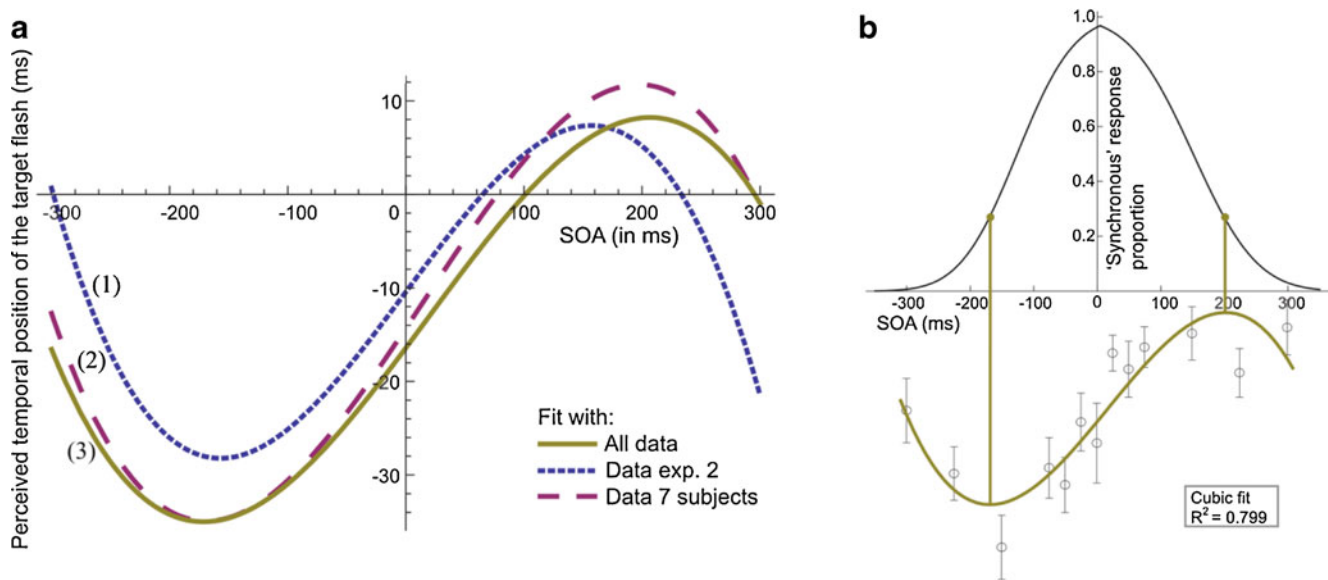 a
Perceived temporal position of the target flash (ms)
10
-300
-200
-100
0
100
200
300
SOA (in ms)
-10
-20
-30
(1)
(2)
(3)
Fit with:
All data
Data exp. 2
Data 7 subjects
b
1.0
0.8
0.6
0.4
0.2
'Synchronous' response
proportion
-300
-200
-100
0
100
200
300
SOA (ms)
Cubic fit
R² = 0.799